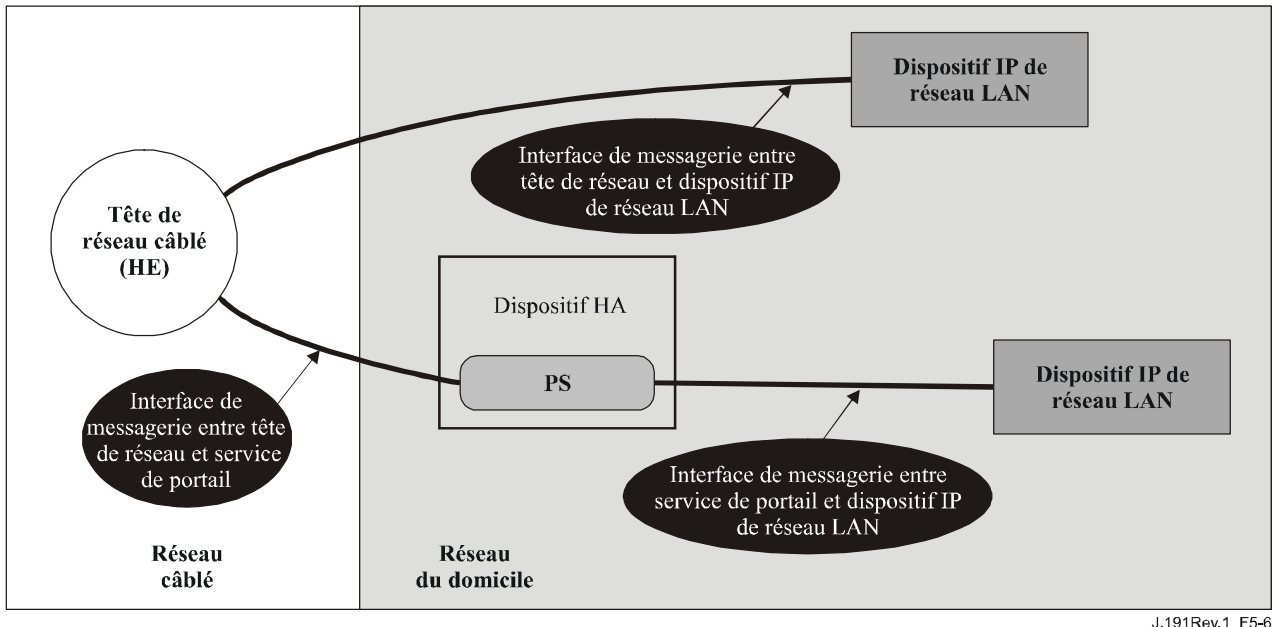 Dispositif IP de
réseau LAN
Interface de messagerie entre
tête de réseau et dispositif IP
de réseau LAN
Tête de
réseau câblé
(HE)
Dispositif HA
PS
Dispositif IP de
réseau LAN
Interface de
messagerie entre tête
de réseau et service
de portail
Interface de messagerie entre
service de portail et dispositif IP
de réseau LAN
Réseau
câblé
Réseau
du domicile
J.191Rev.1_F5-6